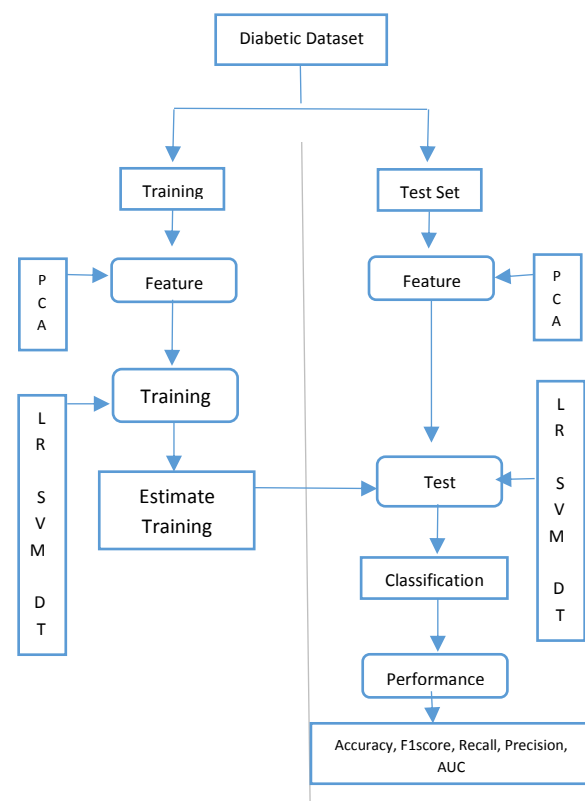 Diabetic Dataset
Training
Test Set
P
C
A
Feature
Feature
P
C
A
L
R
S
V
M
D
T
Training
Estimate
Training
Test
L
R
S
V
M
D
T
Classification
Performance
Accuracy, F1score, Recall, Precision,
AUC